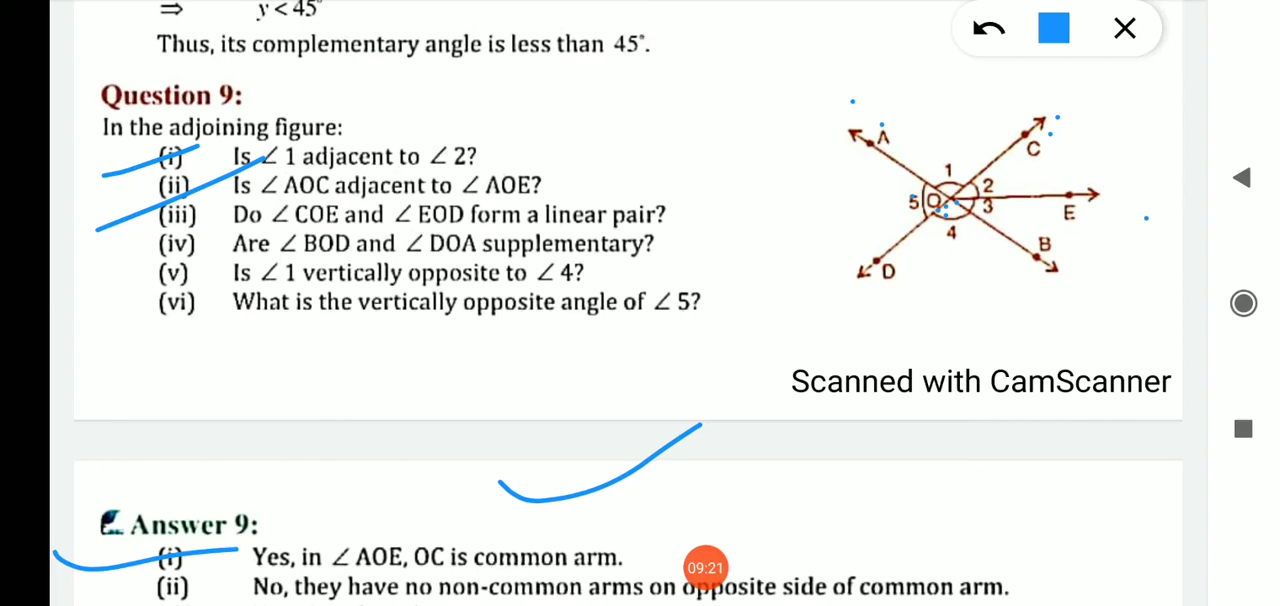 ⇒ y < 45°
Thus, its complementary angle is less than 45°.
Question 9:
In the adjoining figure:
(i) Is ∠ 1 adjacent to ∠ 2?
(ii) Is ∠ AOC adjacent to ∠ AOE?
(iii) Do ∠ COE and ∠ EOD form a linear pair?
(iv) Are ∠ BOD and ∠ DOA supplementary?
(v) Is ∠ 1 vertically opposite to ∠ 4?
(vi) What is the vertically opposite angle of ∠ 5?
A
C
1
2
5
O
3
E
4
B
D
Scanned with CamScanner
Answer 9:
(i) Yes, in ∠ AOE, OC is common arm.
09:21
(ii) No, they have no non-common arms on opposite side of common arm.